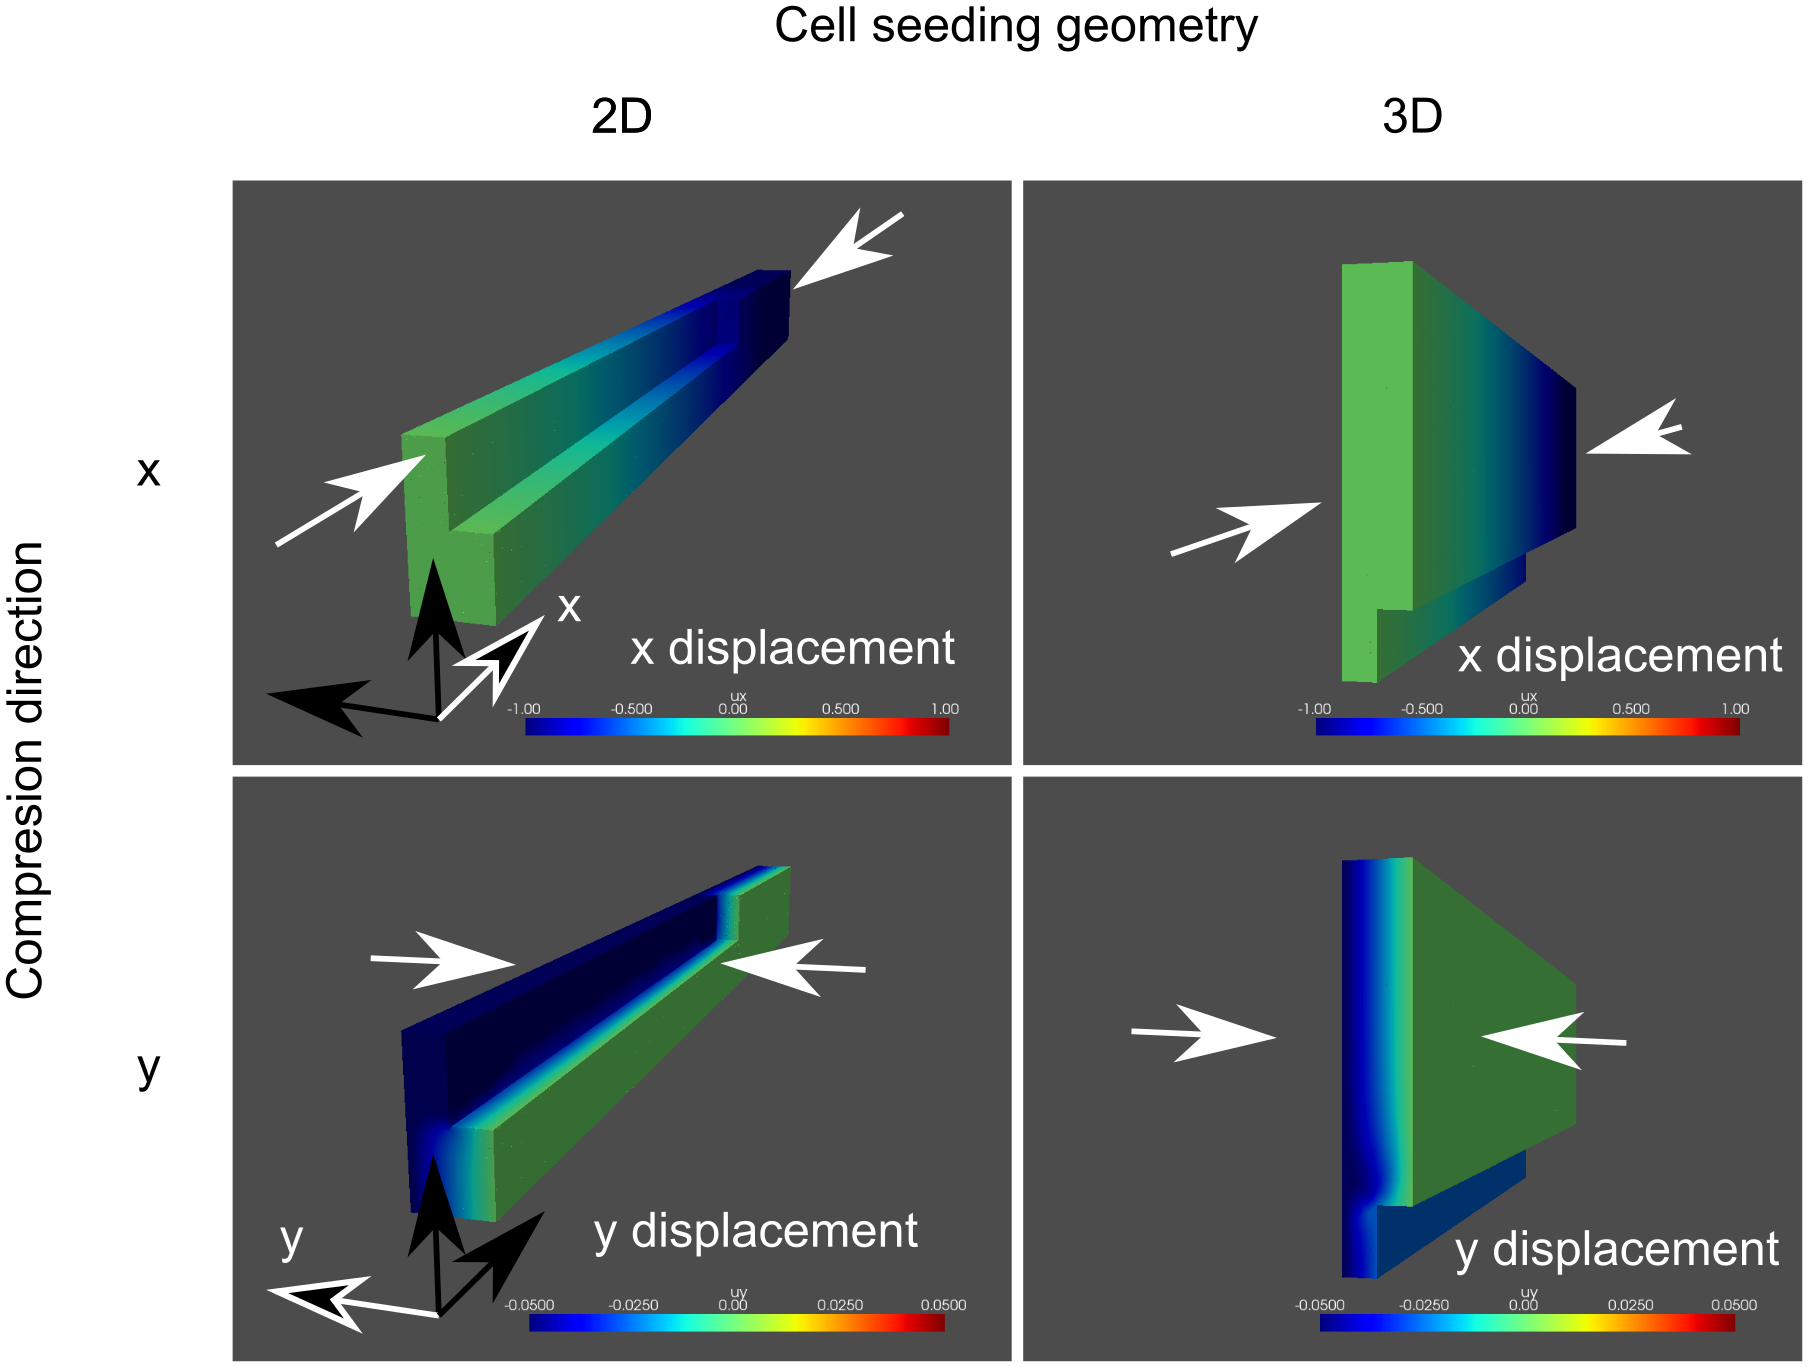 Cell seeding geometry
2D
3D
Compresion direction
x
x
x displacement
ux
-1.00 -0.500 0.00 0.500 1.00
x displacement
ux
-1.00 -0.500 0.00 0.500 1.00
y
y
y displacement
uy
-0.0500 -0.0250 0.00 0.0250 0.0500
y displacement
uy
-0.0500 -0.0250 0.00 0.0250 0.0500